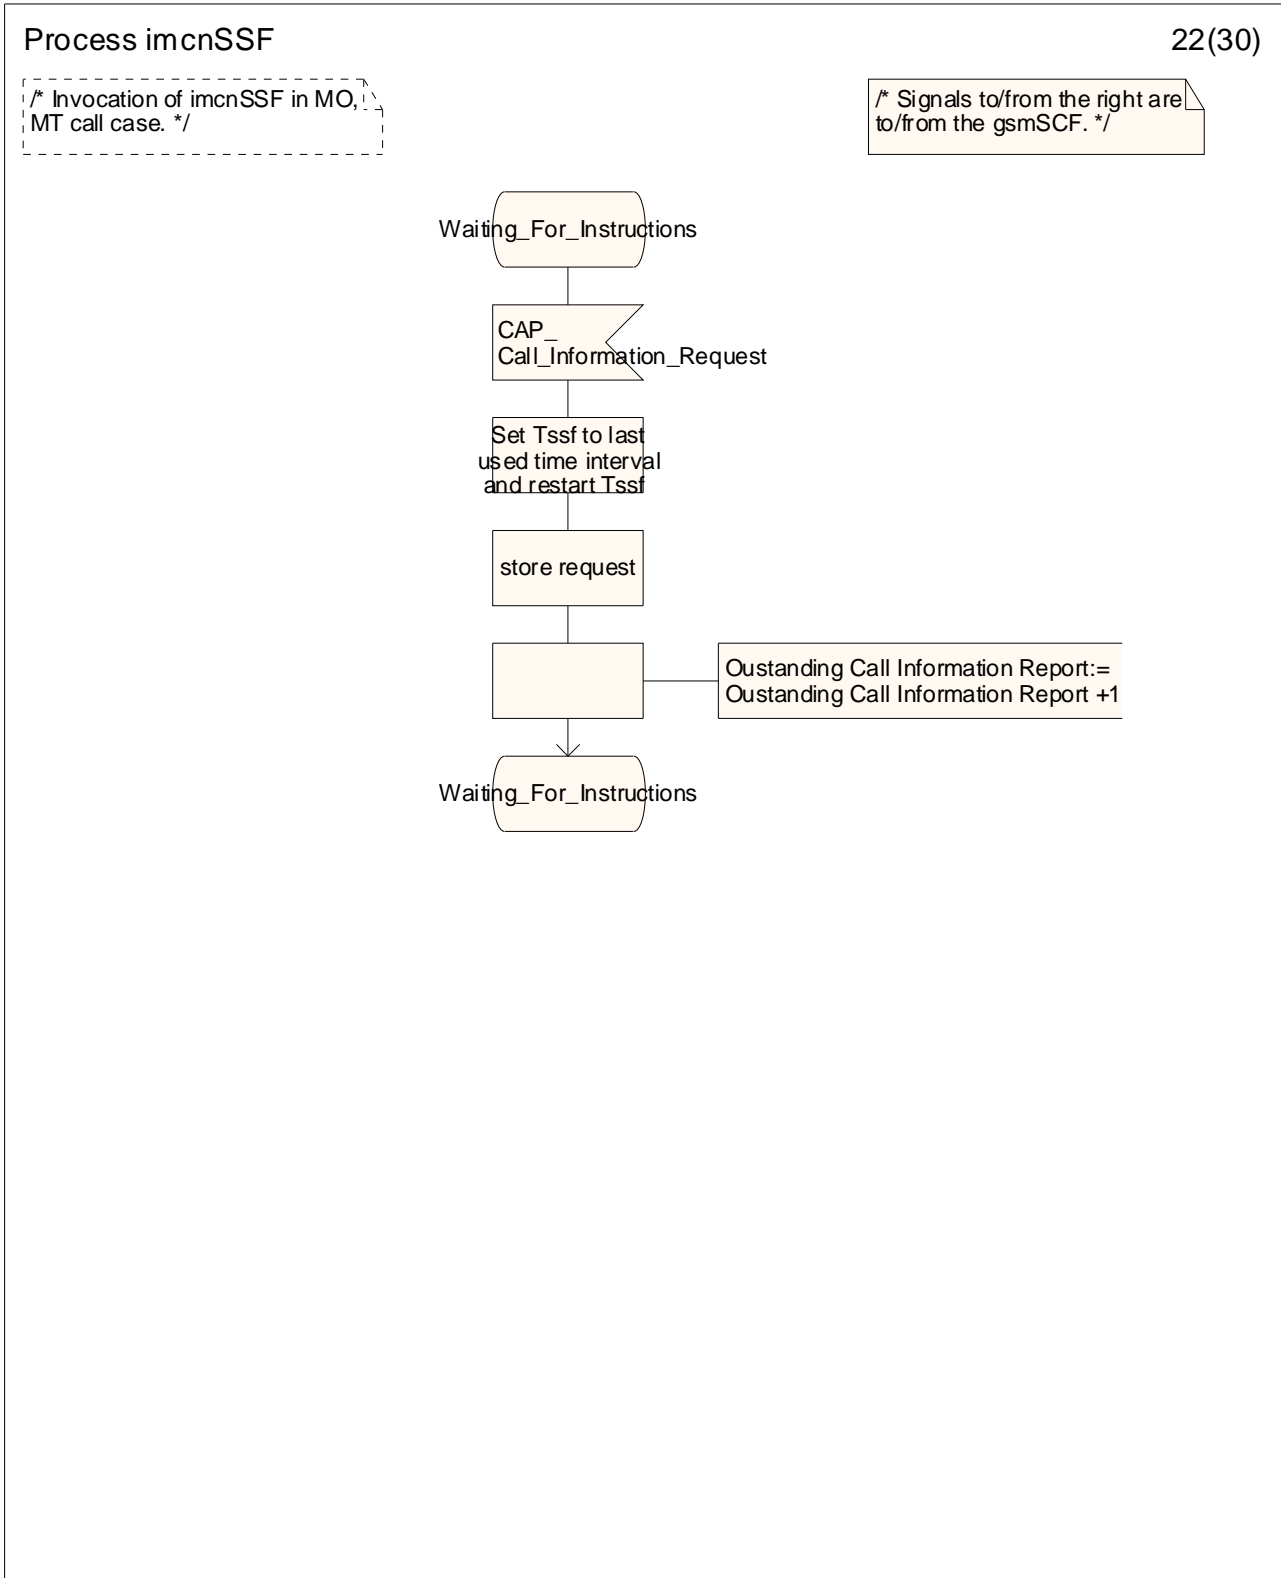 Process imcnSSF
22(30)
/* Invocation of imcnSSF in MO,
MT call case. */
/* Signals to/from the right are
to/from the gsmSCF. */
Waiting_For_Instructions
CAP_
Call_Information_Request
Set Tssf to last
used time interval
and restart Tssf
store request
Oustanding Call Information Report:=
Oustanding Call Information Report +1
Waiting_For_Instructions